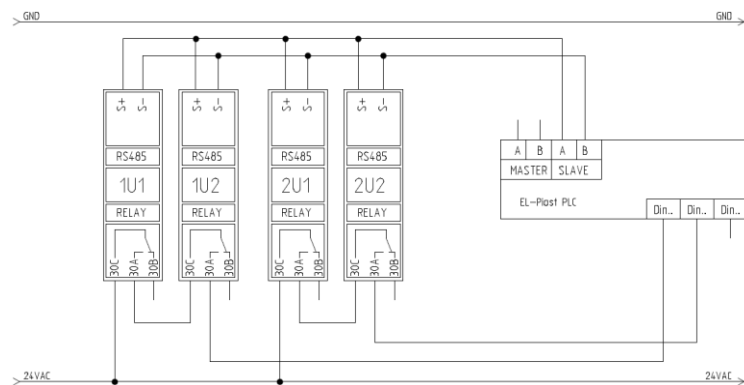 GND GND
S+ S- S+ S- S+ S- S+ S-
RS485 RS485 RS485 RS485
A B A B
MASTER SLAVE
1U1 1U2 2U1 2U2
EL-Piast PLC
RELAY RELAY RELAY RELAY
Din.. Din.. Din..
30C 30A 30B 30C 30A 30B 30C 30A 30B 30C 30A 30B
24VAC 24VAC